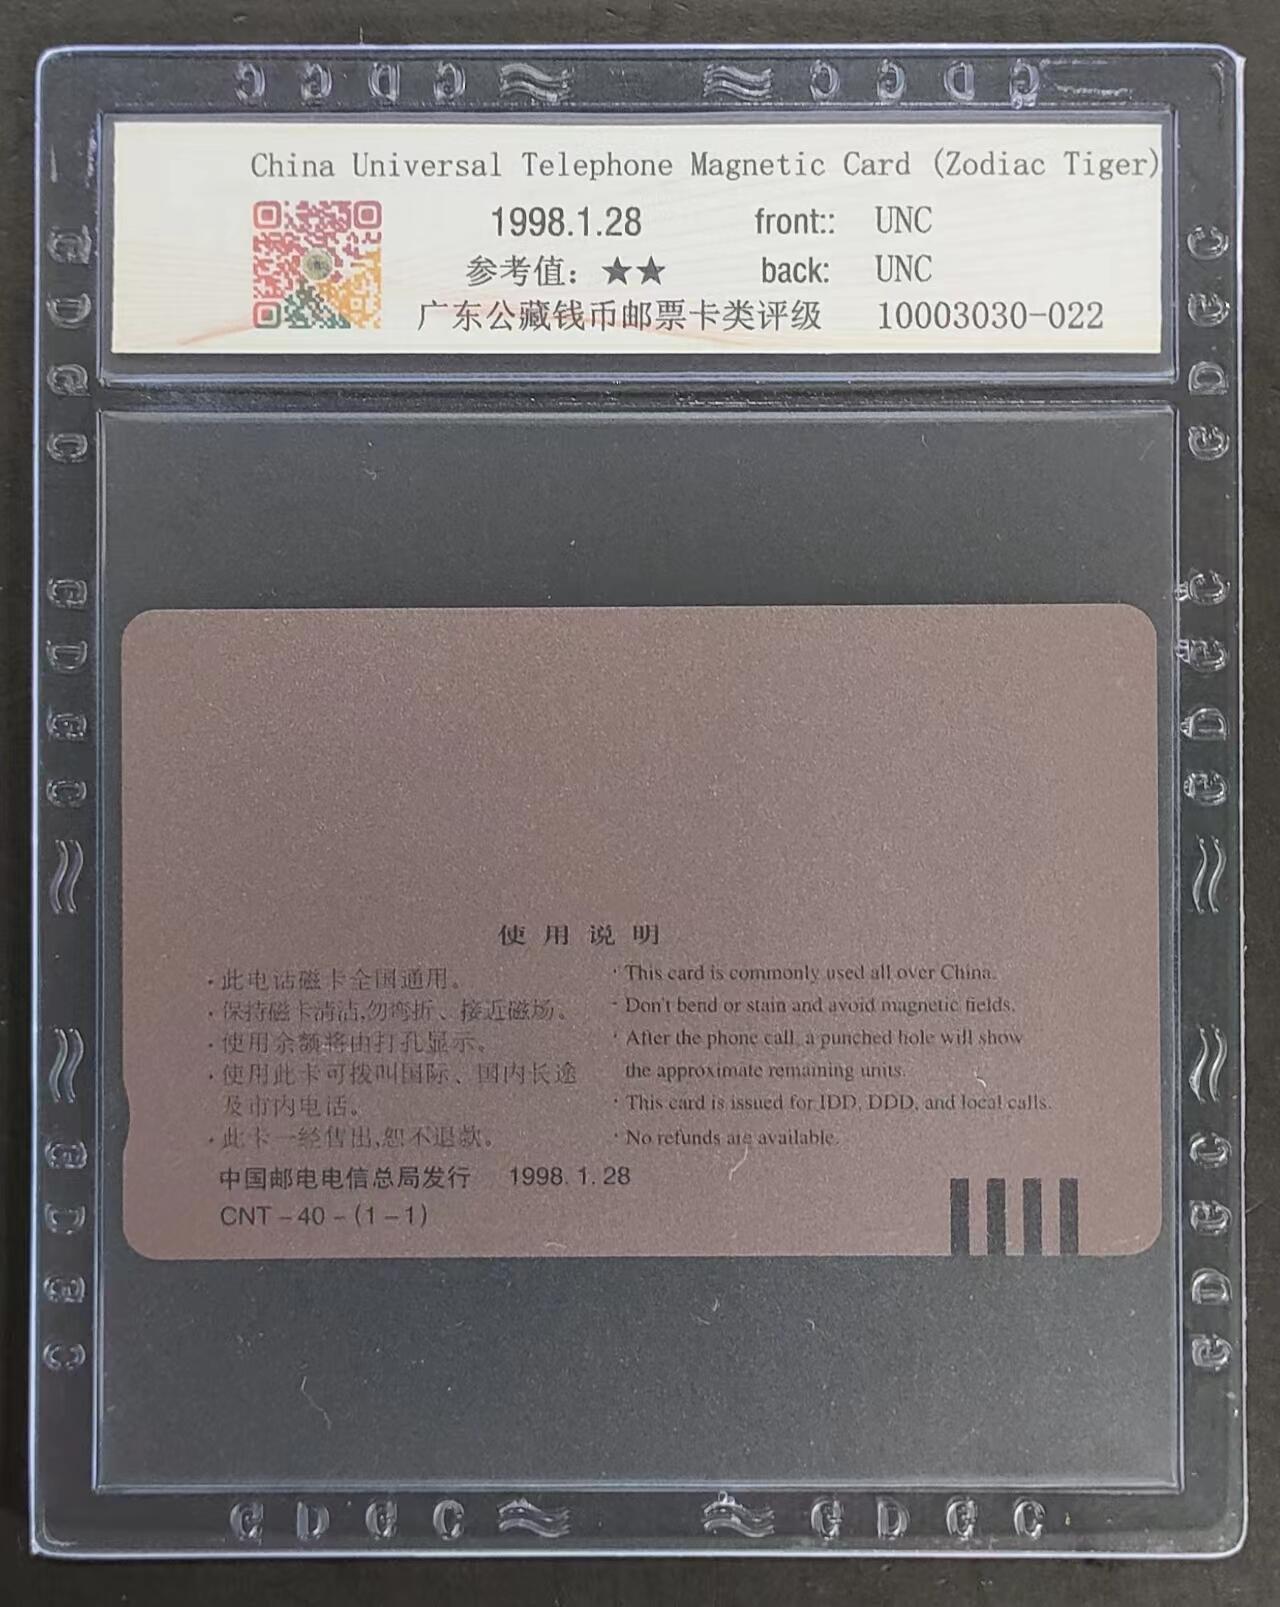 China Universal Telephone Magnetic Card (Zodiac Tiger)
1998.1.28 front:: UNC
参考值：★★ back: UNC
广东公藏钱币邮票卡类评级 10003030-022
使用说明
·此电话磁卡全国通用。
·保持磁卡清洁,勿弯折、接近磁场。
·使用余额将由打孔显示。
·使用此卡可拨叫国际、国内长途
及市内电话。
·此卡一经售出,恕不退款。
·This card is commonly used all over China.
·Don't bend or stain and avoid magnetic fields.
·After the phone call, a punched hole will show
the approximate remaining units.
·This card is issued for IDD, DDD, and local calls.
·No refunds are available.
中国邮电电信总局发行 1998.1.28
CNT－40－(1－1)
G D G C